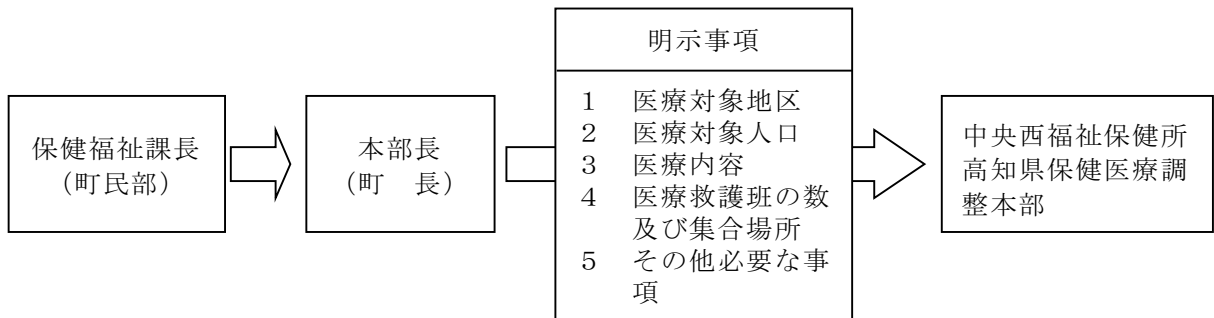 保健福祉課長
（町民部）
本部長
（町　長）
明示事項
１　医療対象地区
２　医療対象人口
３　医療内容
４　医療救護班の数
及び集合場所
５　その他必要な事
項
中央西福祉保健所
高知県保健医療調
整本部